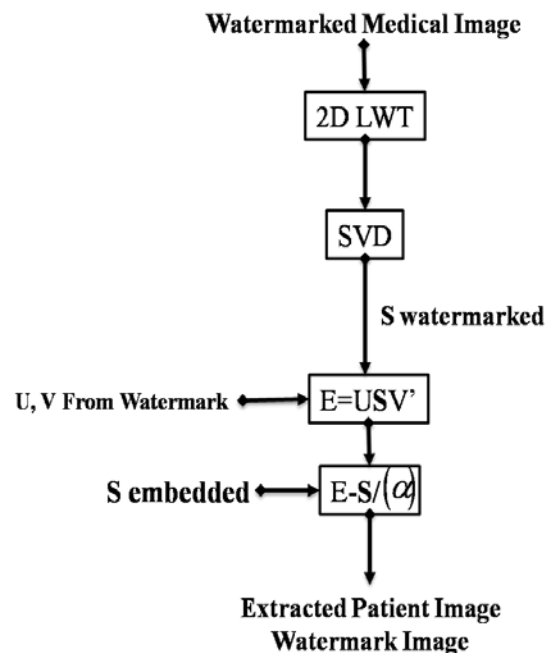 Watermarked Medical Image
2D LWT
SVD
S watermarked
U, V From Watermark
E=USV’
S embedded
E-S/(α)
Extracted Patient Image
Watermark Image